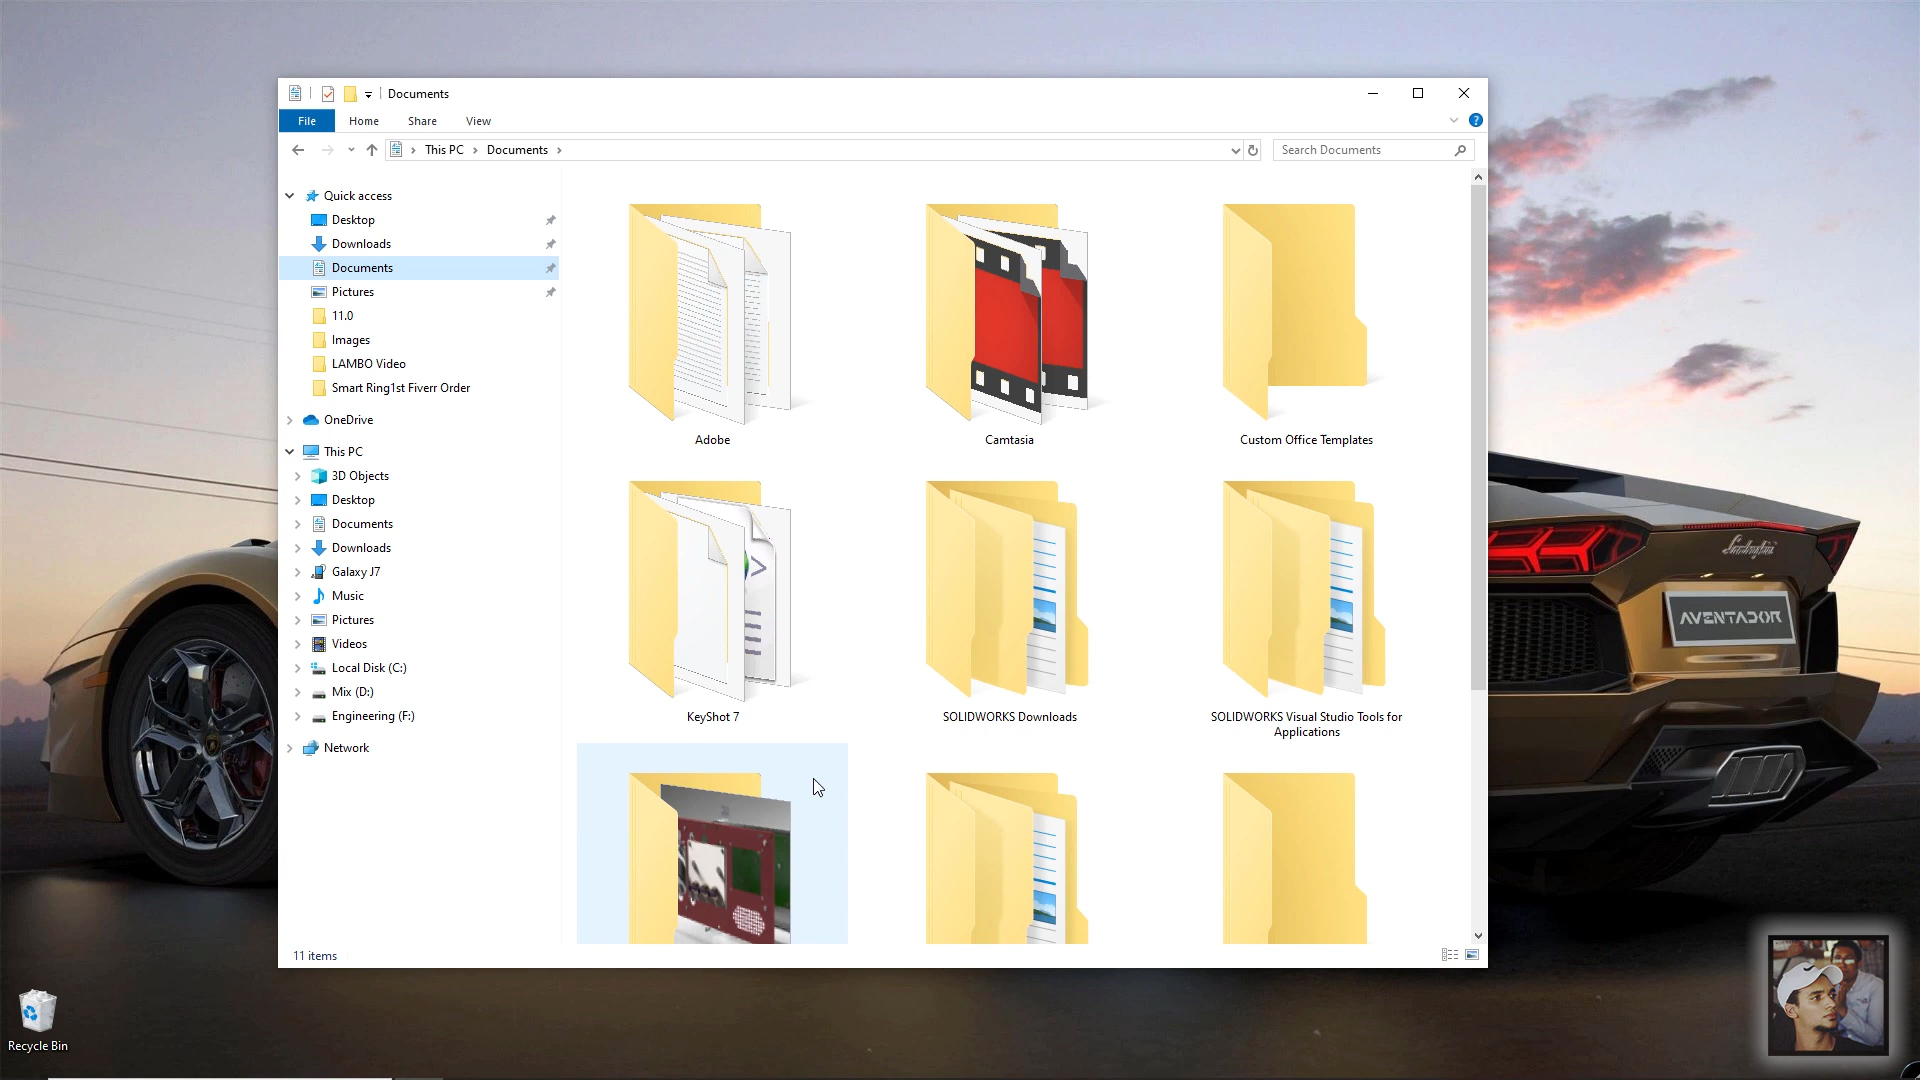 Documents
File
Home
Share
View
This PC
Documents
Search Documents
Quick access
Desktop
Downloads
Documents
Pictures
11.0
Images
LAMBO Video
Smart Ring1st Fiverr Order
OneDrive
This PC
3D Objects
Desktop
Documents
Downloads
Galaxy J7
Music
Pictures
Videos
Local Disk (C:)
Mix (D:)
Engineering (F:)
Network
Adobe
Camtasia
Custom Office Templates
KeyShot 7
SOLIDWORKS Downloads
SOLIDWORKS Visual Studio Tools for
Applications
11 items
Lamborghini
AVENTADOR
Recycle Bin